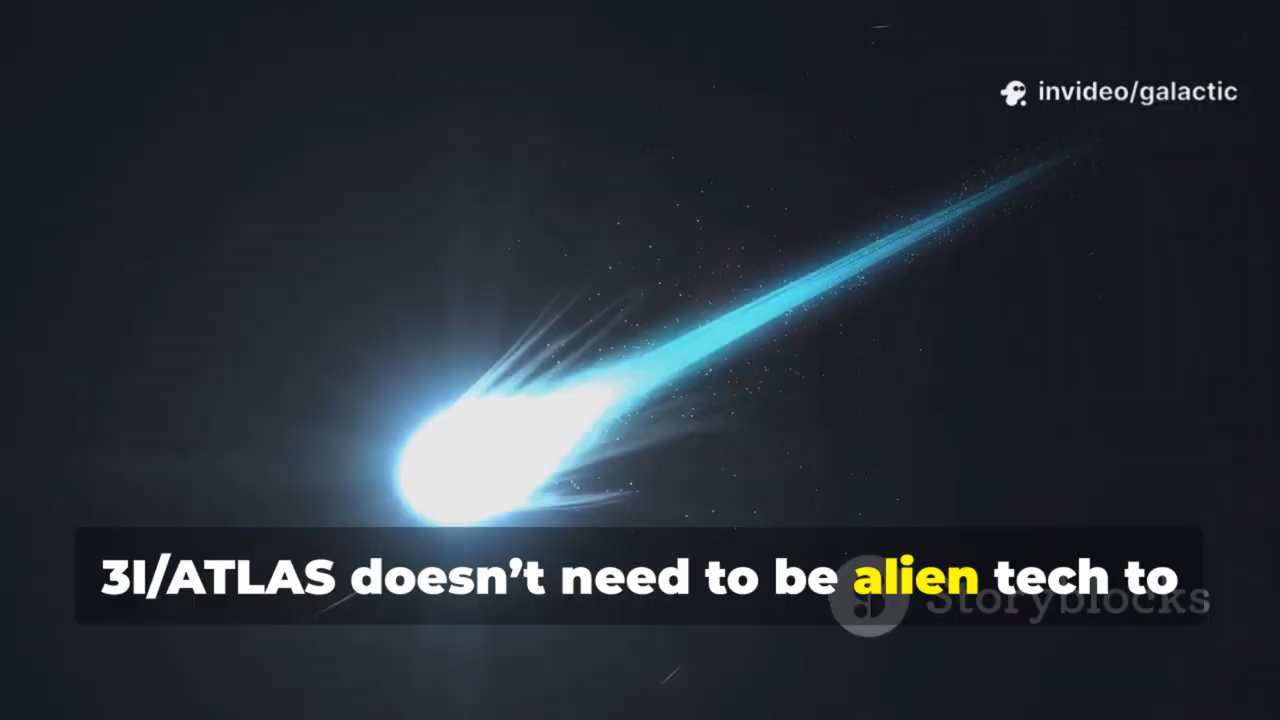 invideo/galactic
3I/ATLAS doesn’t need to be alien tech to
Storyblocks